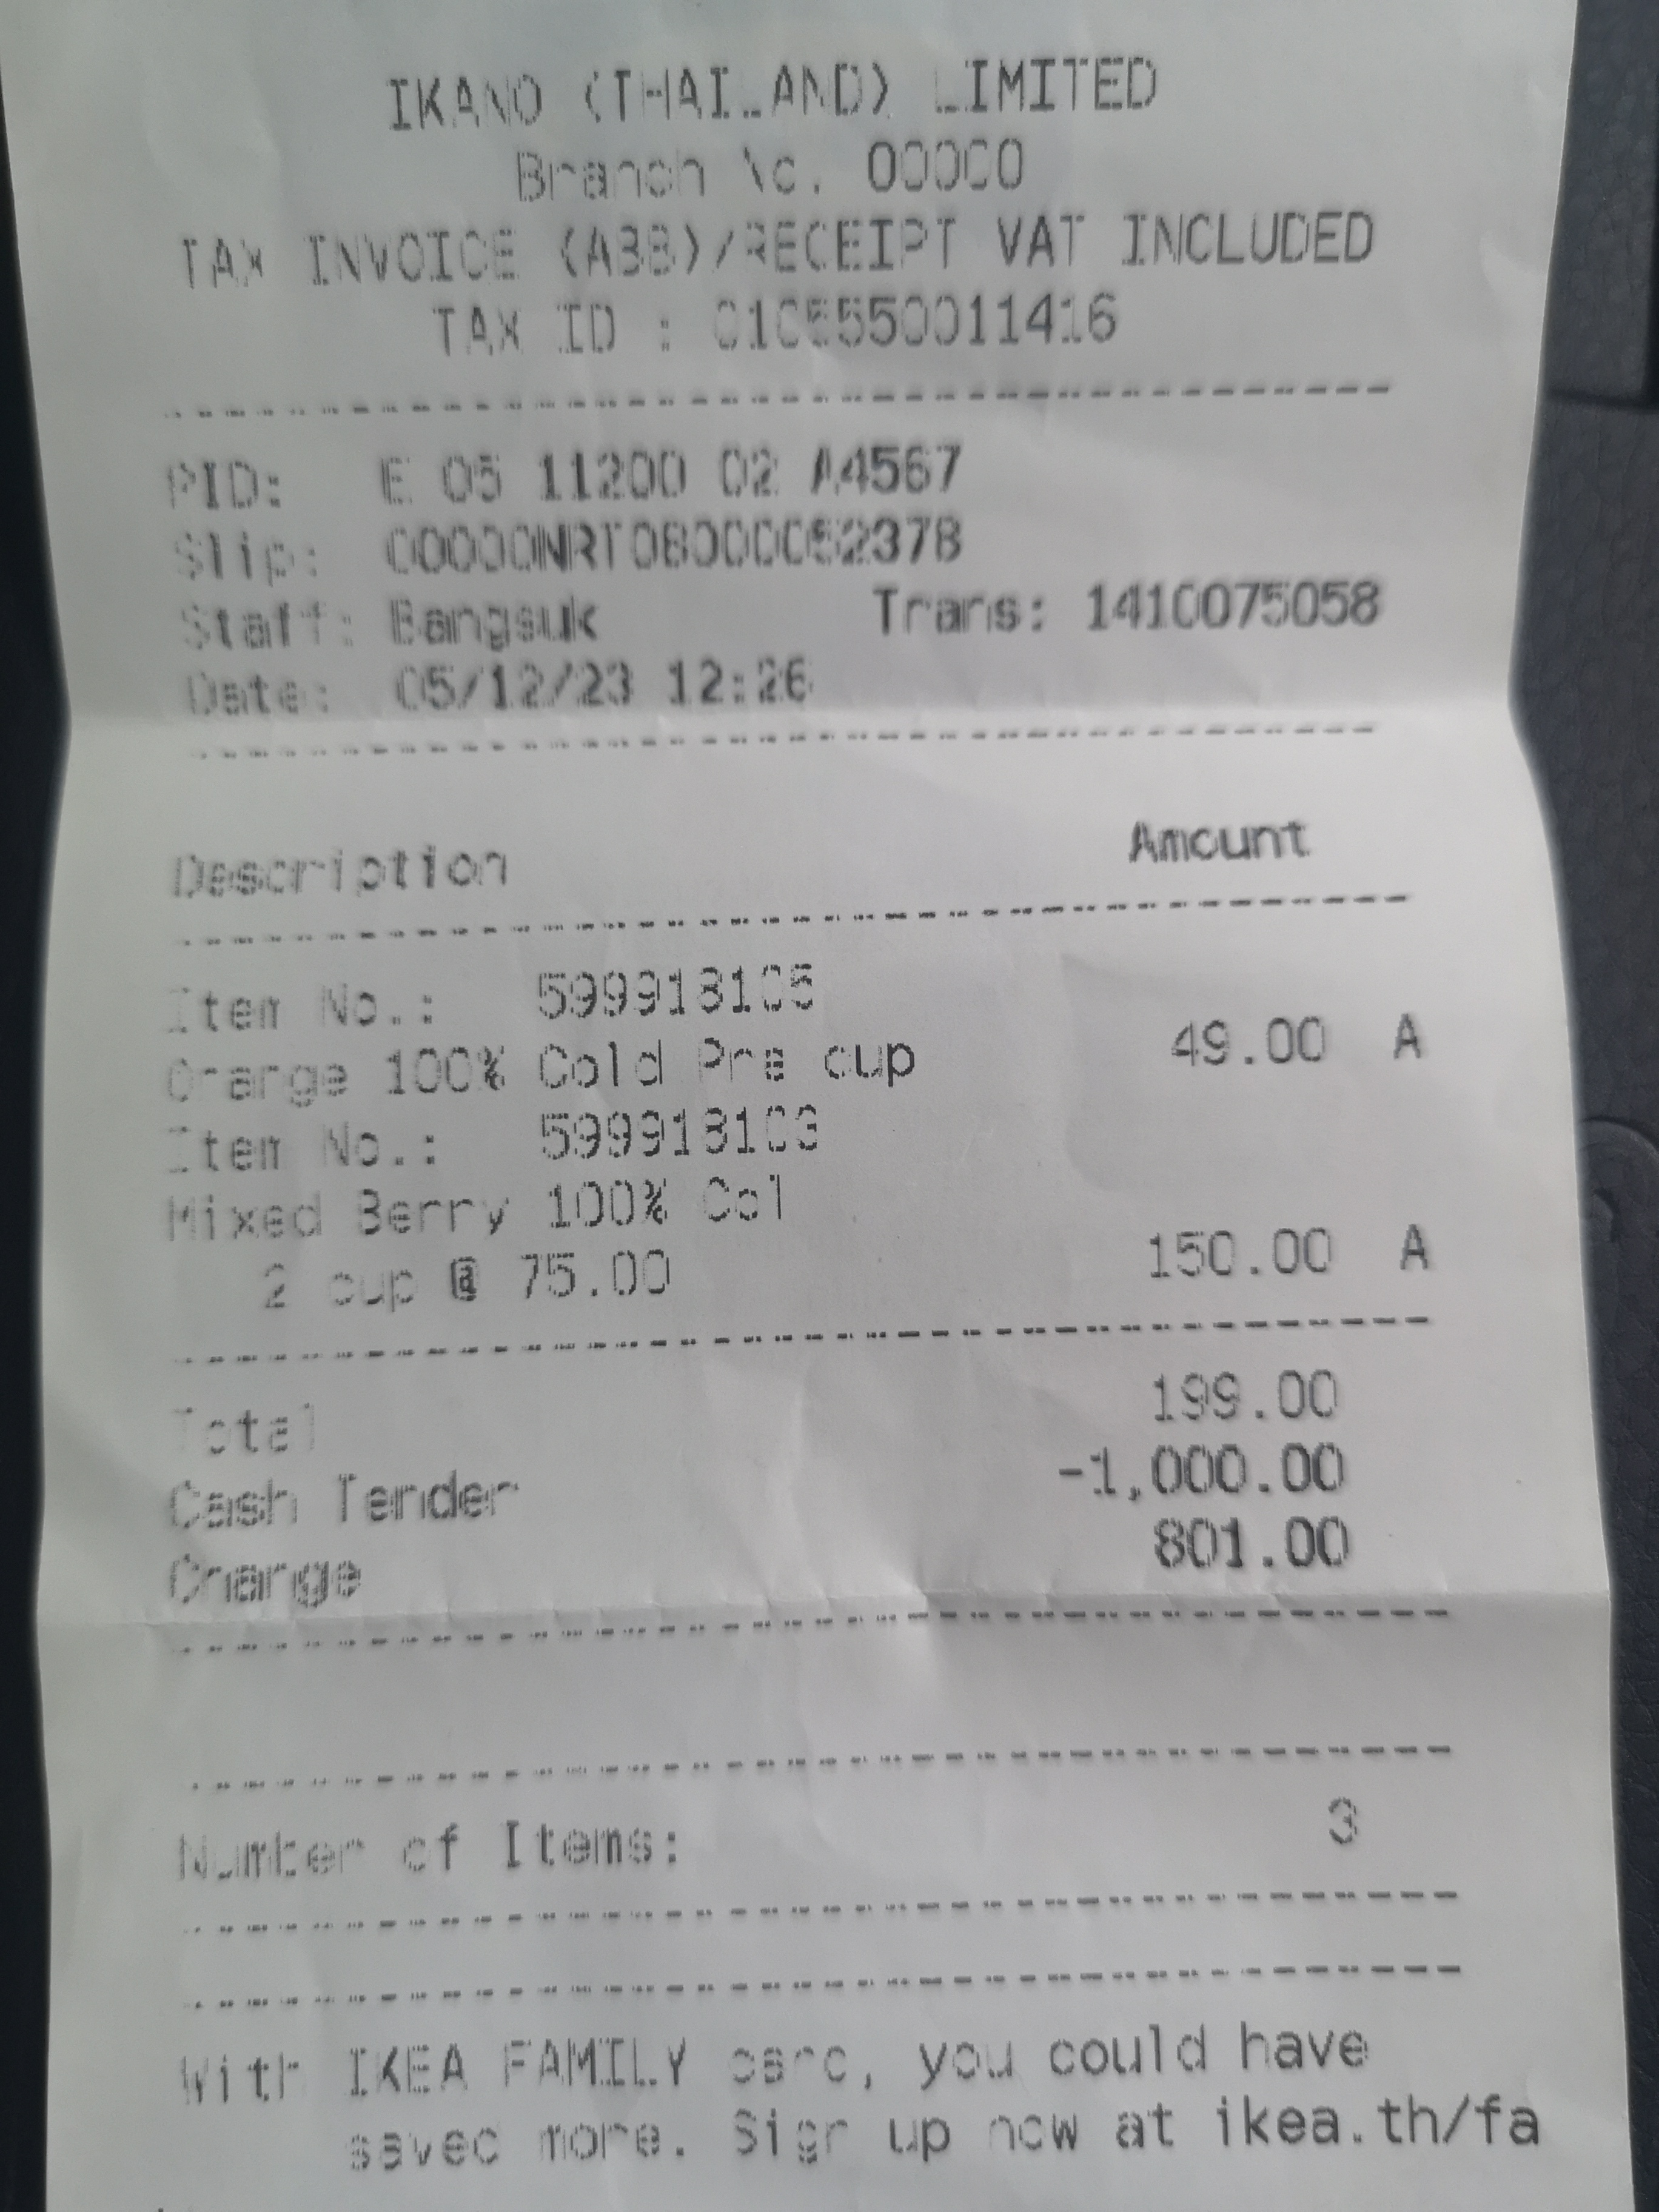 IKANO (THAILAND) LIMITED
Branch No. 00000
TAX INVOICE (ABB)/RECEIPT VAT INCLUDED
TAX ID : 0105550011416
PID: E 05 11200 02 A4567
Slip: 00000NRT080000052378
Staff: Bangsuk Trans: 1410075058
Date: 05/12/23 12:26
Description Amount
Item No.: 599918105
Orange 100% Cold Pre cup 49.00 A
Item No.: 599918103
Mixed Berry 100% Col
2 cup @ 75.00 150.00 A
Total 199.00
Cash Tender -1,000.00
Change 801.00
Number of Items: 3
With IKEA FAMILY card, you could have
saved more. Sign up now at ikea.th/fa